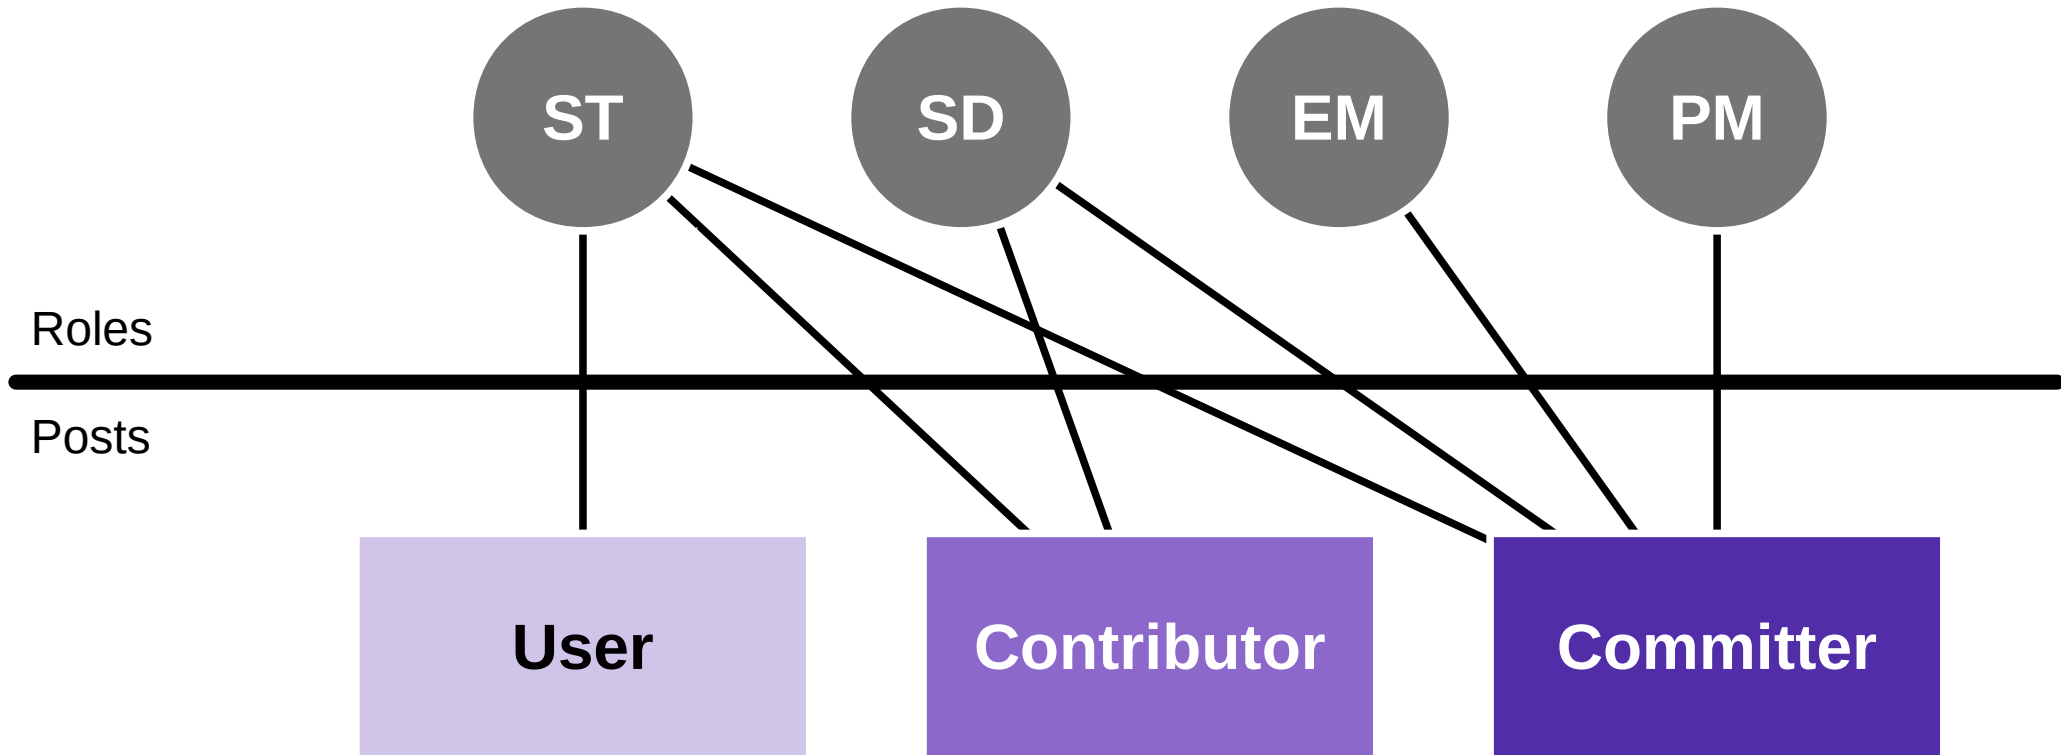 ST
SD
EM
PM
Roles
Posts
User
Contributor
Committer